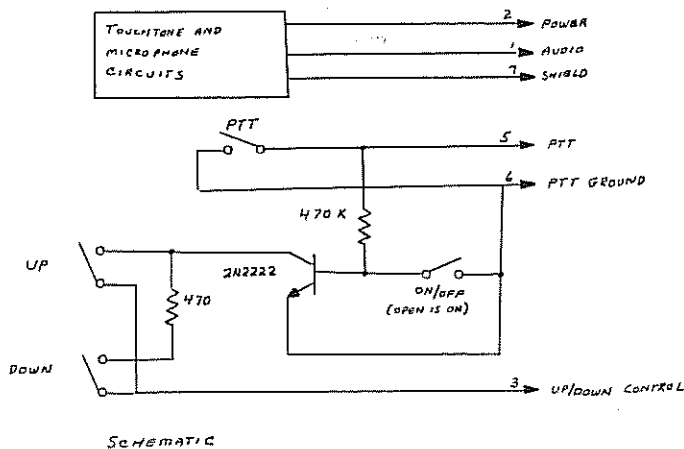 TOUCHTONE AND
MICROPHONE
CIRCUITS
2 POWER
1 AUDIO
7 SHIELD
PTT
5 PTT
6 PTT GROUND
470 K
UP
2N2222
470
ON/OFF
(OPEN IS ON)
DOWN
3 UP/DOWN CONTROL
SCHEMATIC